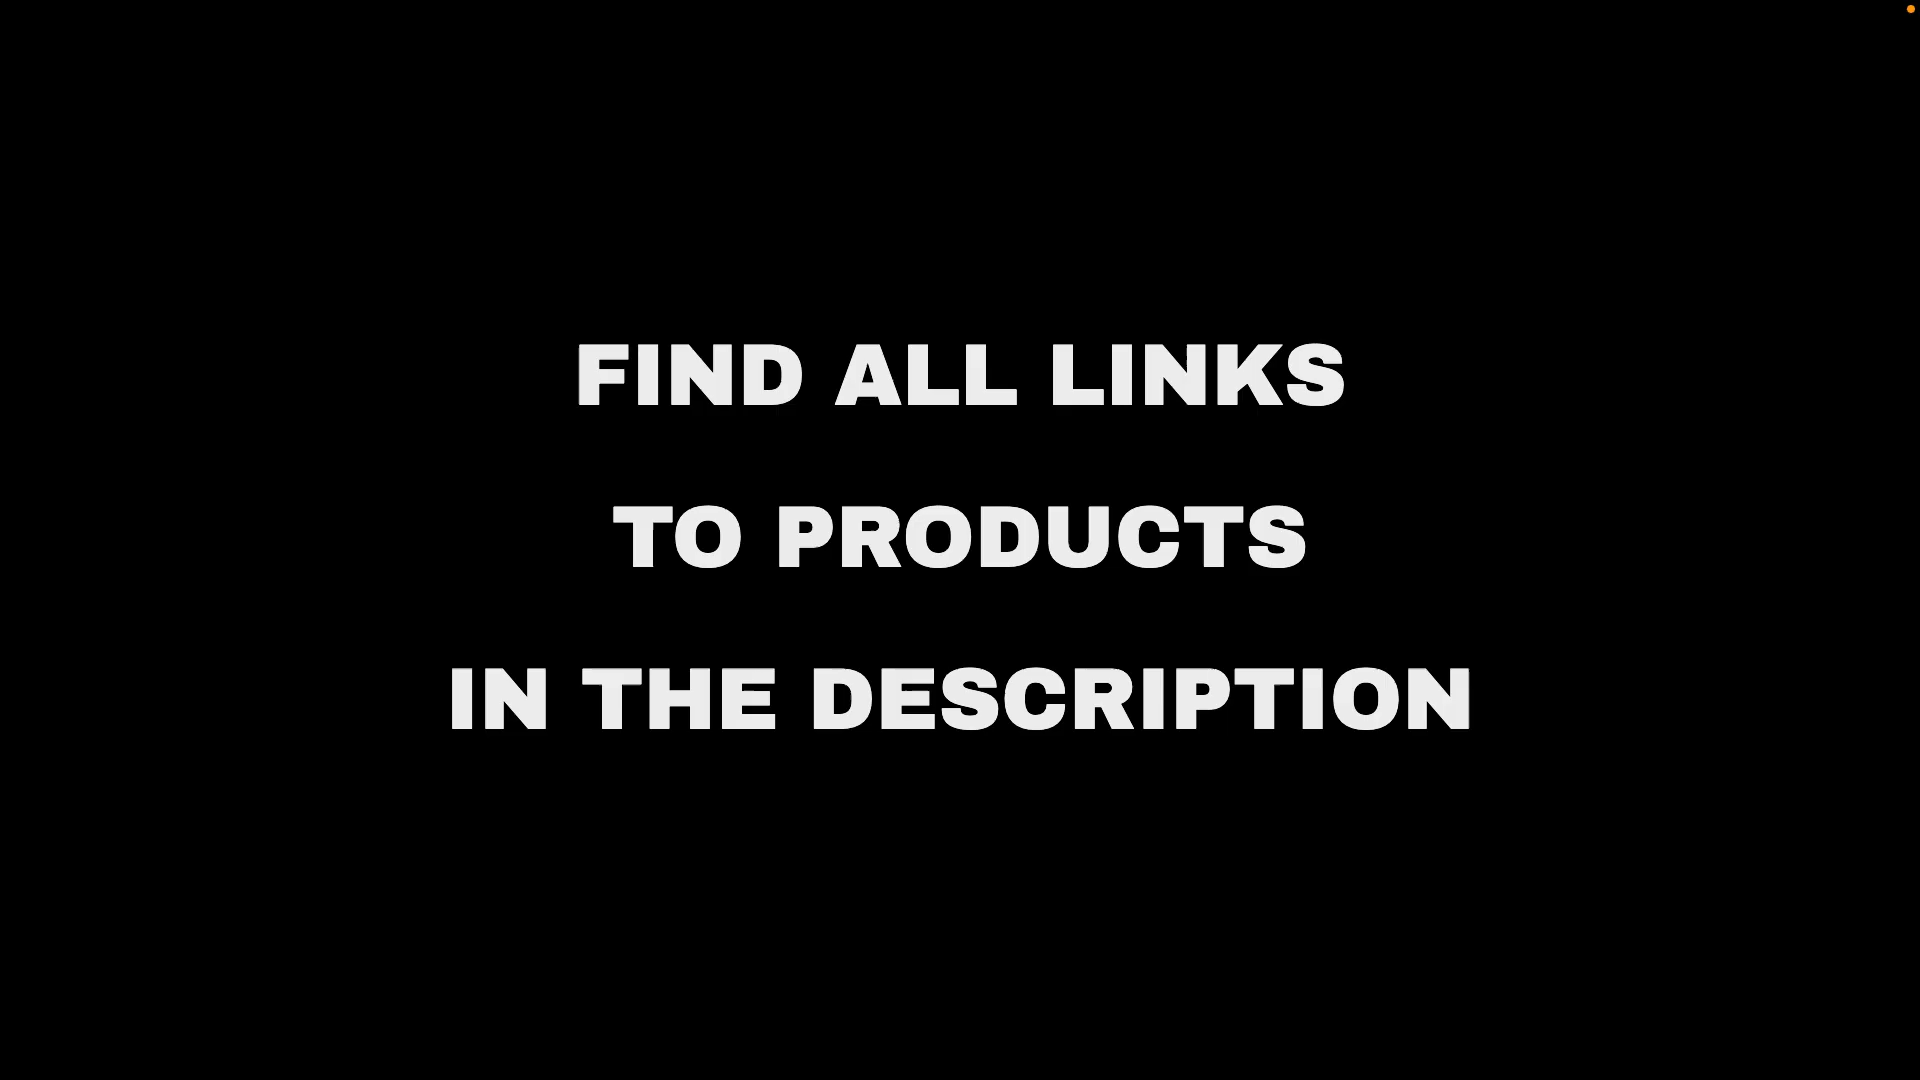 FIND ALL LINKS
TO PRODUCTS
IN THE DESCRIPTION